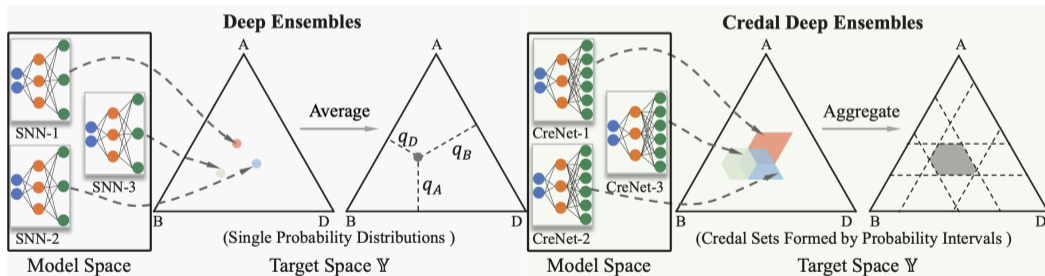 Deep Ensembles
SNN-1
SNN-3
SNN-2
Model Space
A
B
D
Average
A
q_D
q_B
q_A
B
D
(Single Probability Distributions )
Target Space 𝕐
Credal Deep Ensembles
CreNet-1
CreNet-3
CreNet-2
Model Space
A
B
D
Aggregate
A
B
D
(Credal Sets Formed by Probability Intervals )
Target Space 𝕐